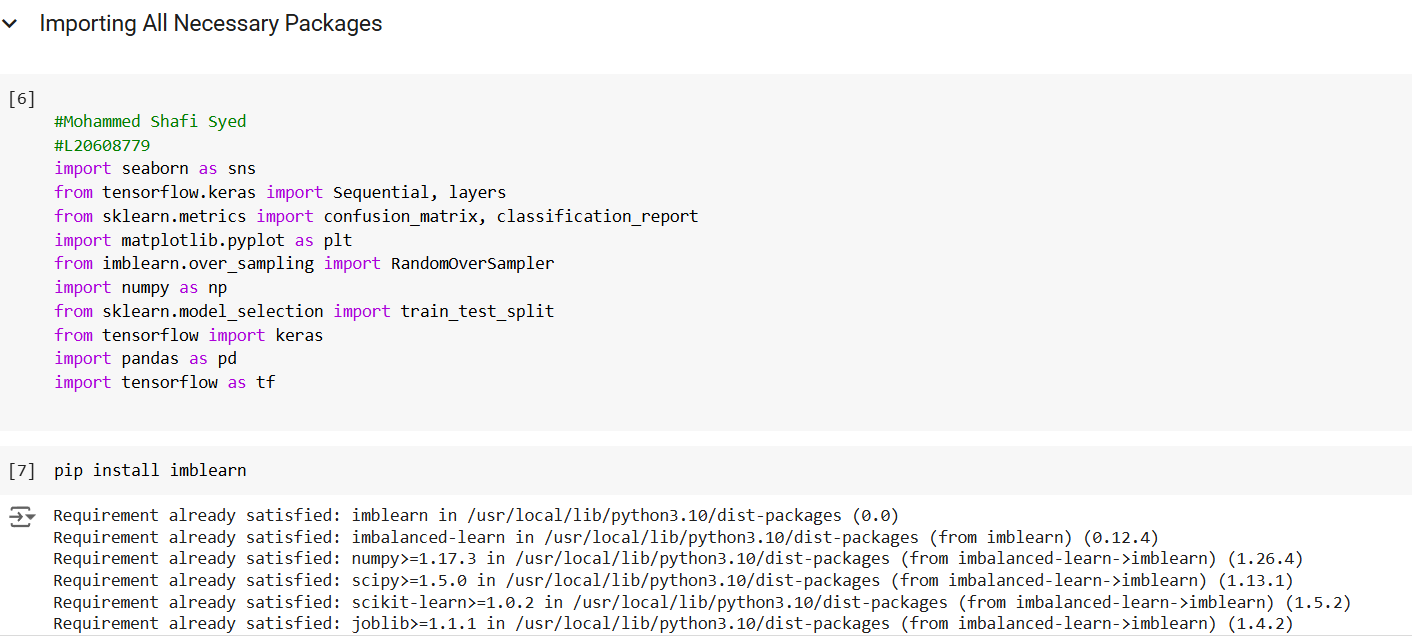 Importing All Necessary Packages
[6]
#Mohammed Shafi Syed
#L20608779
import seaborn as sns
from tensorflow.keras import Sequential, layers
from sklearn.metrics import confusion_matrix, classification_report
import matplotlib.pyplot as plt
from imblearn.over_sampling import RandomOverSampler
import numpy as np
from sklearn.model_selection import train_test_split
from tensorflow import keras
import pandas as pd
import tensorflow as tf
[7] pip install imblearn
Requirement already satisfied: imblearn in /usr/local/lib/python3.10/dist-packages (0.0)
Requirement already satisfied: imbalanced-learn in /usr/local/lib/python3.10/dist-packages (from imblearn) (0.12.4)
Requirement already satisfied: numpy>=1.17.3 in /usr/local/lib/python3.10/dist-packages (from imbalanced-learn->imblearn) (1.26.4)
Requirement already satisfied: scipy>=1.5.0 in /usr/local/lib/python3.10/dist-packages (from imbalanced-learn->imblearn) (1.13.1)
Requirement already satisfied: scikit-learn>=1.0.2 in /usr/local/lib/python3.10/dist-packages (from imbalanced-learn->imblearn) (1.5.2)
Requirement already satisfied: joblib>=1.1.1 in /usr/local/lib/python3.10/dist-packages (from imbalanced-learn->imblearn) (1.4.2)